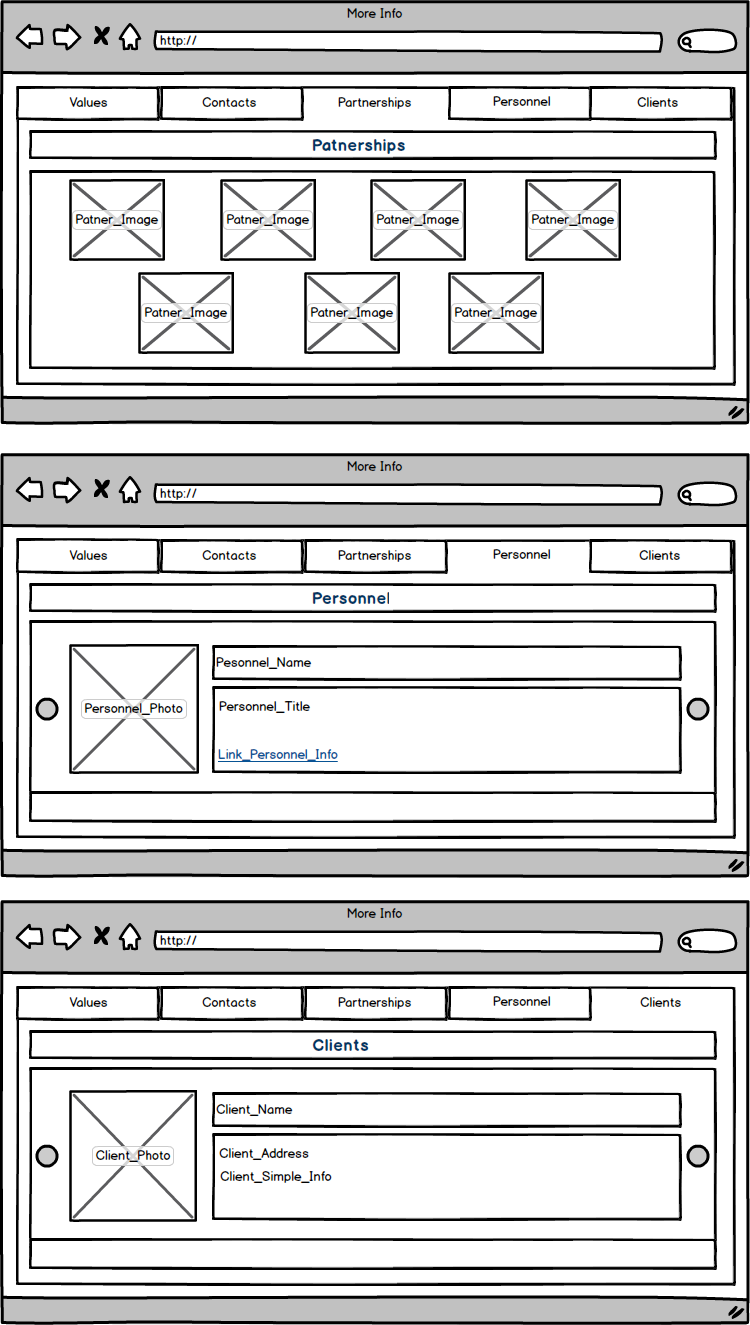 More Info
http://
Values Contacts Partnerships Personnel Clients
Patnerships
Patner_Image Patner_Image Patner_Image Patner_Image
Patner_Image Patner_Image Patner_Image
More Info
http://
Values Contacts Partnerships Personnel Clients
Personnel
Personnel_Photo
Pesonnel_Name
Personnel_Title
Link_Personnel_Info
More Info
http://
Values Contacts Partnerships Personnel Clients
Clients
Client_Photo
Client_Name
Client_Address
Client_Simple_Info